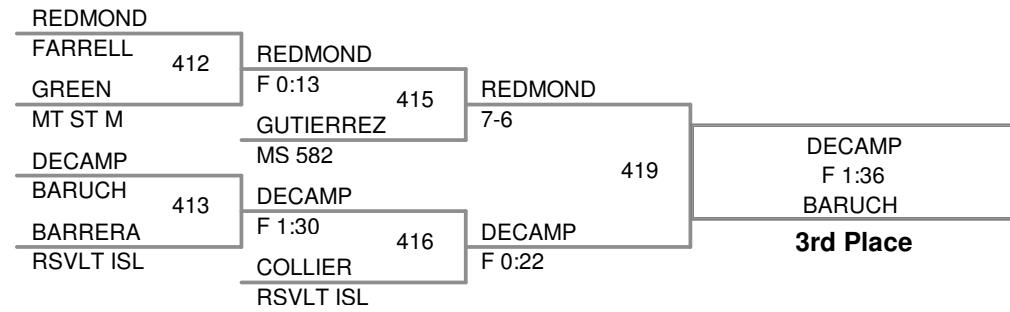 REDMOND
FARRELL
412
GREEN
MT ST M
REDMOND
F 0:13
415
GUTIERREZ
MS 582
DECAMP
BARUCH
413
BARRERA
RSVLT ISL
DECAMP
F 1:30
416
COLLIER
RSVLT ISL
REDMOND
7-6
419
DECAMP
F 0:22
DECAMP
F 1:36
BARUCH
3rd Place